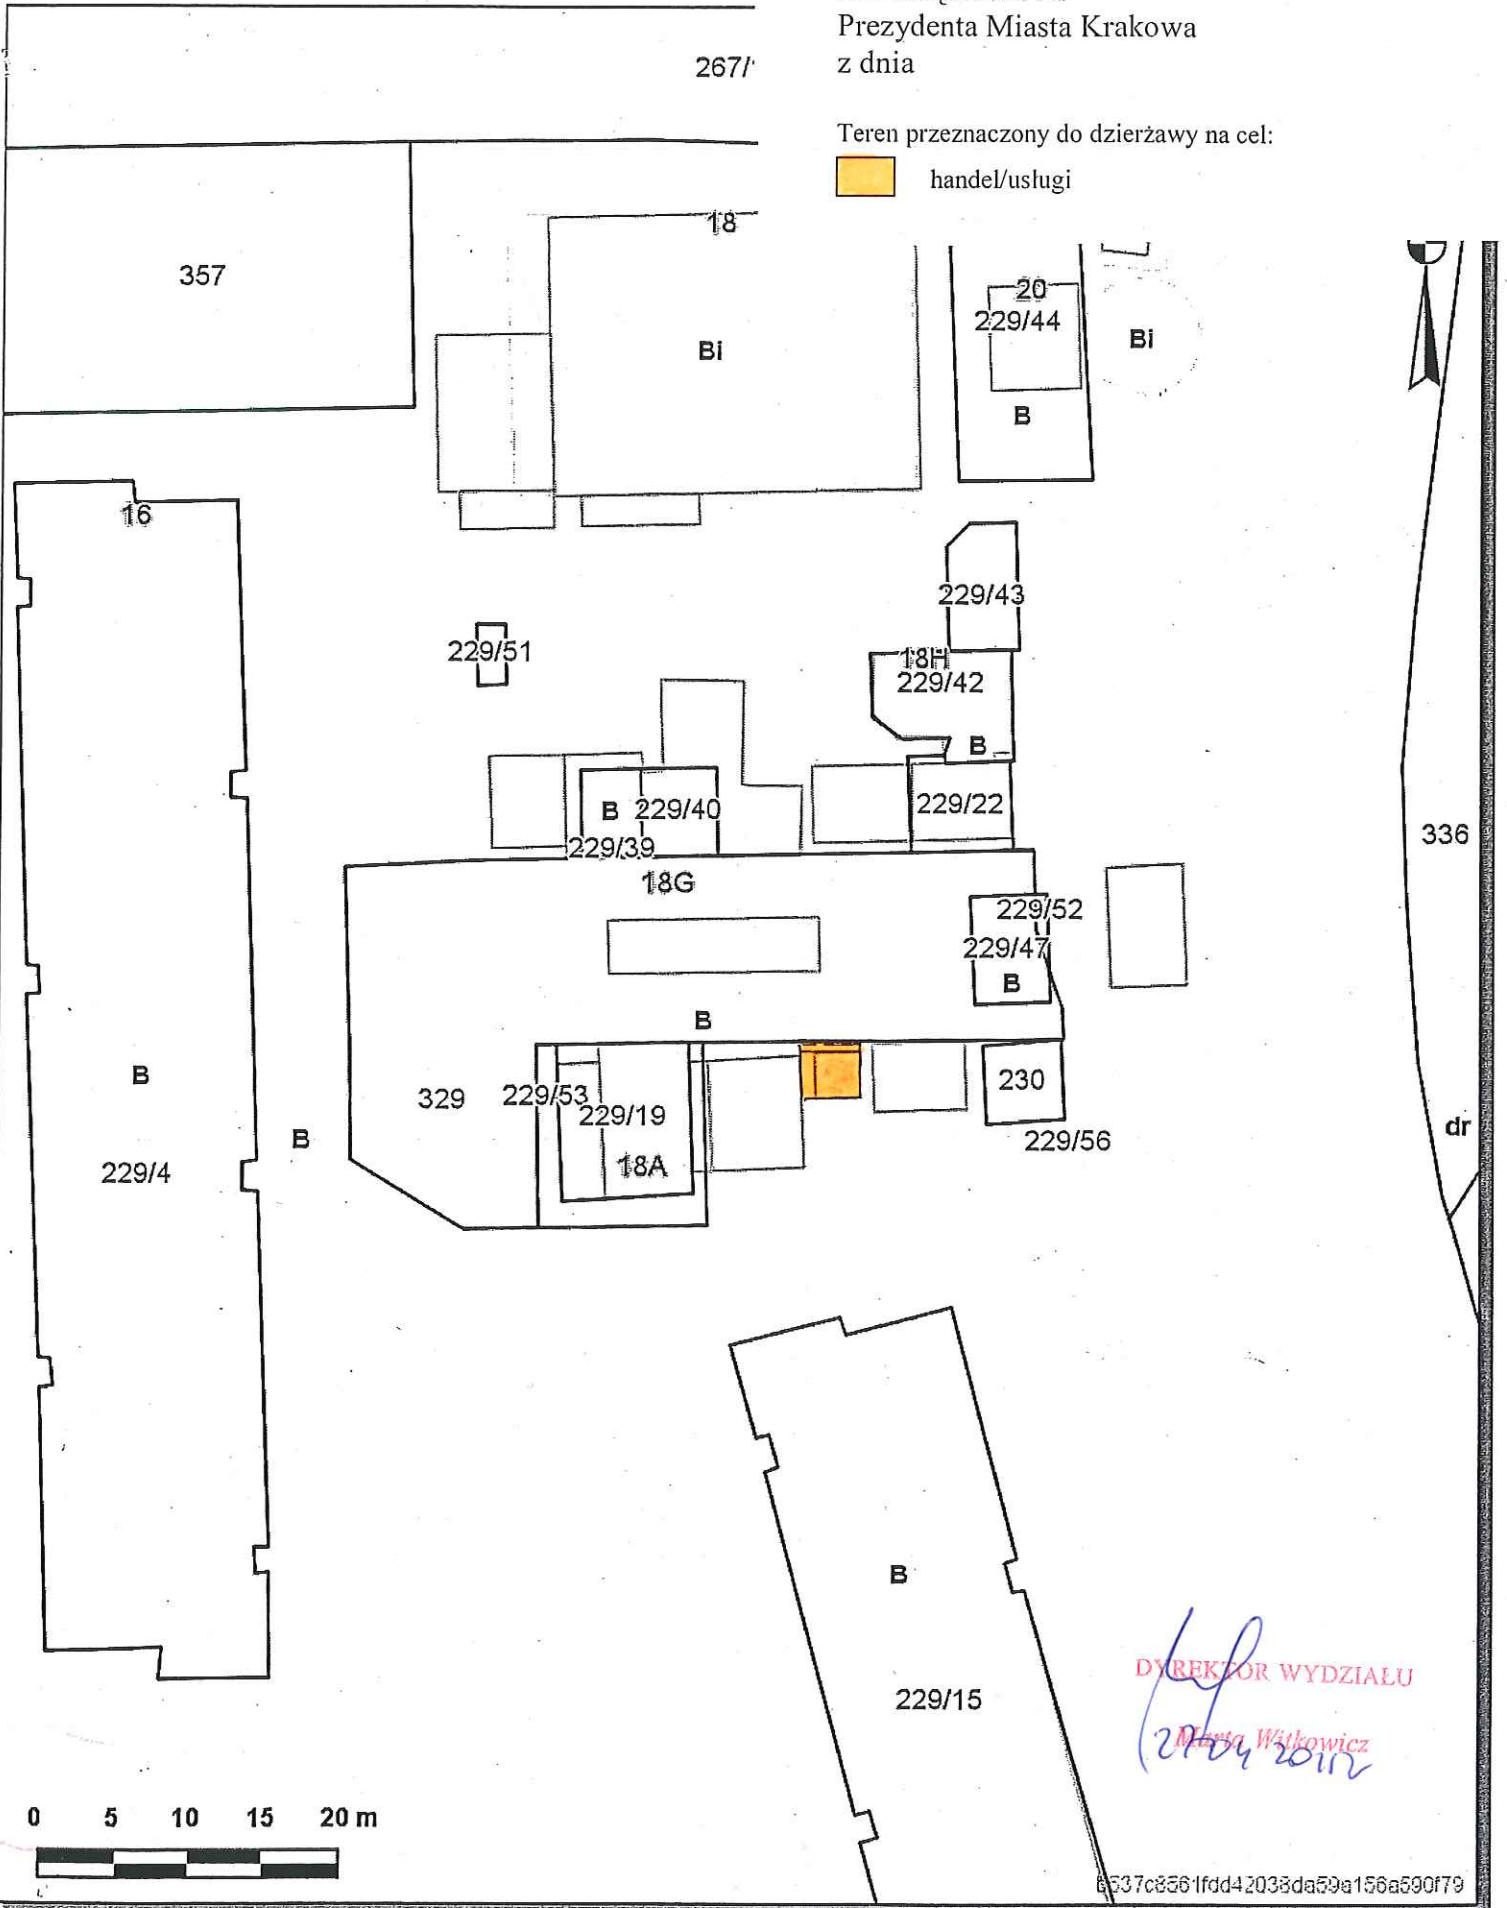 Prezydenta Miasta Krakowa
z dnia
Teren przeznaczony do dzierżawy na cel:
handel/usługi
267/
357
18
Bi
20
229/44
B
Bi
16
229/43
229/51
18H
229/42
B
B 229/40
229/39
229/22
336
18G
229/52
229/47
B
B
B
229/4
B
329
229/53
229/19
18A
230
229/56
dr
B
229/15
DYREKTOR WYDZIAŁU
Marta Witkowicz
0 5 10 15 20 m